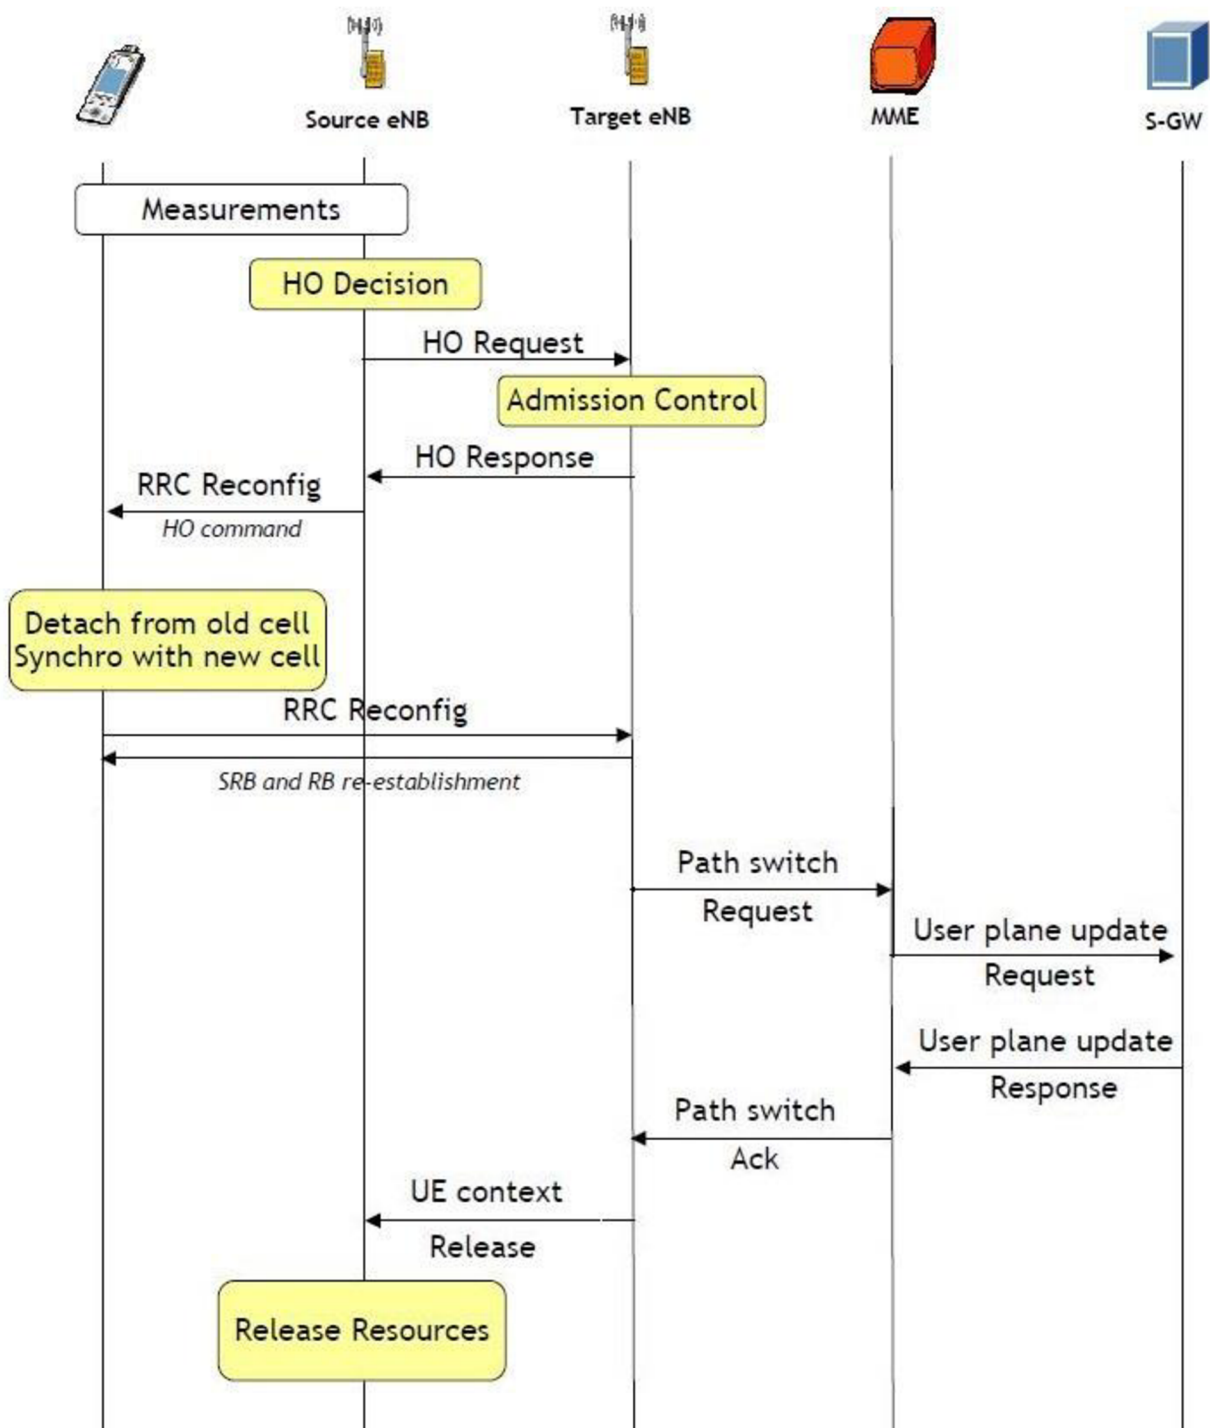 Source eNB
Target eNB
MME
S-GW
Measurements
HO Decision
HO Request
Admission Control
HO Response
RRC Reconfig
HO command
Detach from old cell
Synchro with new cell
RRC Reconfig
SRB and RB re-establishment
Path switch
Request
User plane update
Request
User plane update
Response
Path switch
Ack
UE context
Release
Release Resources